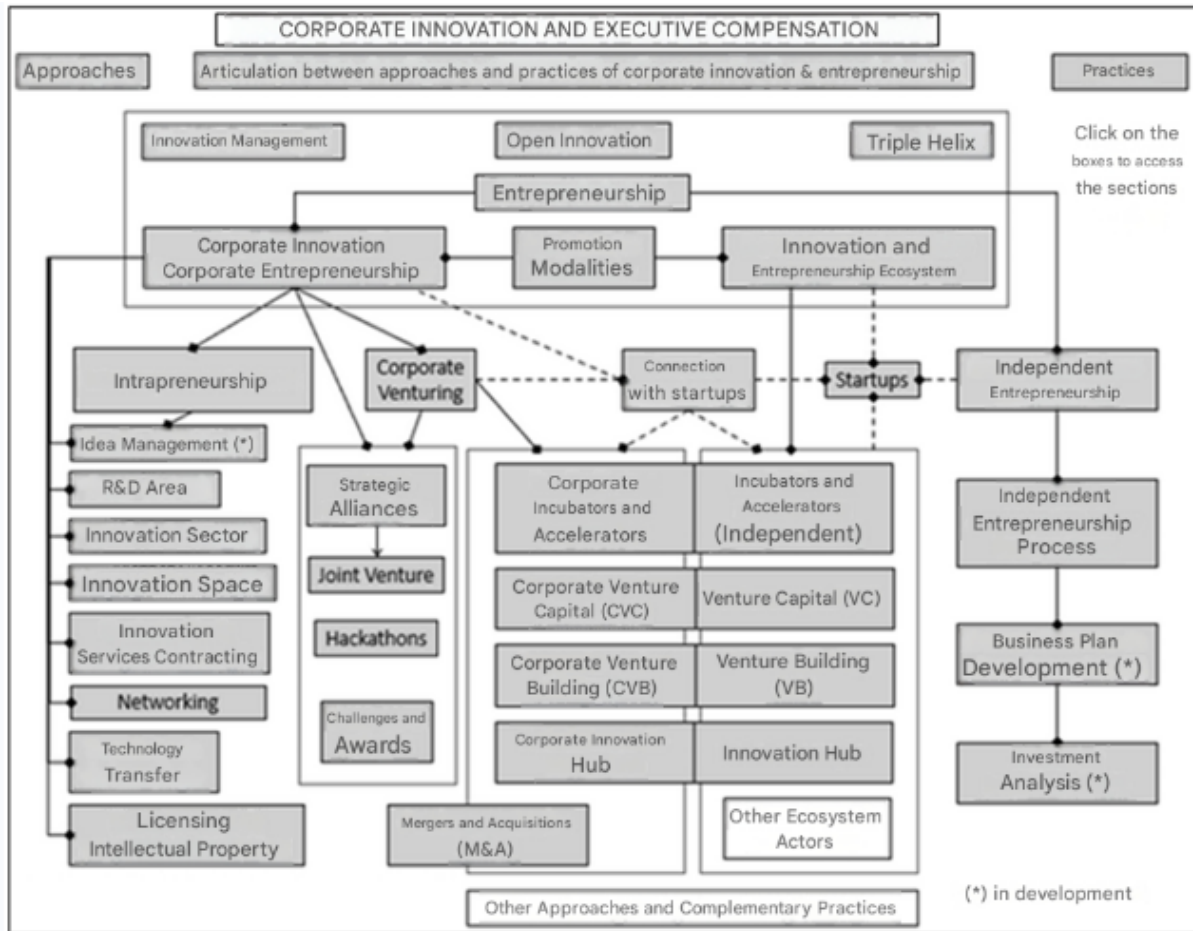 CORPORATE INNOVATION AND EXECUTIVE COMPENSATION
Approaches
Articulation between approaches and practices of corporate innovation & entrepreneurship
Practices
Innovation Management
Open Innovation
Triple Helix
Click on the
boxes to access
the sections
Entrepreneurship
Corporate Innovation
Corporate Entrepreneurship
Promotion
Modalities
Innovation and
Entrepreneurship Ecosystem
Intrapreneurship
Corporate
Venturing
Connection
with startups
Startups
Independent
Entrepreneurship
Idea Management (*)
R&D Area
Innovation Sector
Innovation Space
Innovation
Services Contracting
Networking
Technology
Transfer
Licensing
Intellectual Property
Strategic
Alliances
Joint Venture
Hackathons
Challenges and
Awards
Corporate
Incubators and
Accelerators
Incubators and
Accelerators
(Independent)
Corporate Venture
Capital (CVC)
Venture Capital (VC)
Corporate Venture
Building (CVB)
Venture Building
(VB)
Corporate Innovation
Hub
Innovation Hub
Mergers and Acquisitions
(M&A)
Other Ecosystem
Actors
Independent
Entrepreneurship
Process
Business Plan
Development (*)
Investment
Analysis (*)
(*) in development
Other Approaches and Complementary Practices